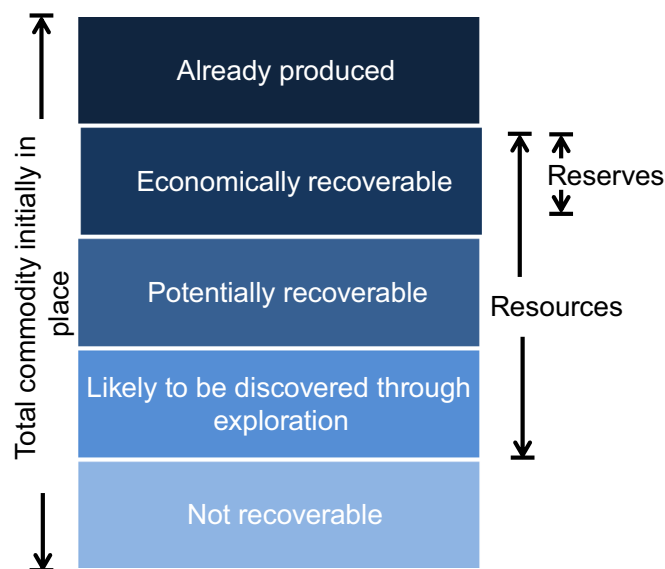 Total commodity initially in
place
Already produced
Economically recoverable
Reserves
Potentially recoverable
Resources
Likely to be discovered through
exploration
Not recoverable